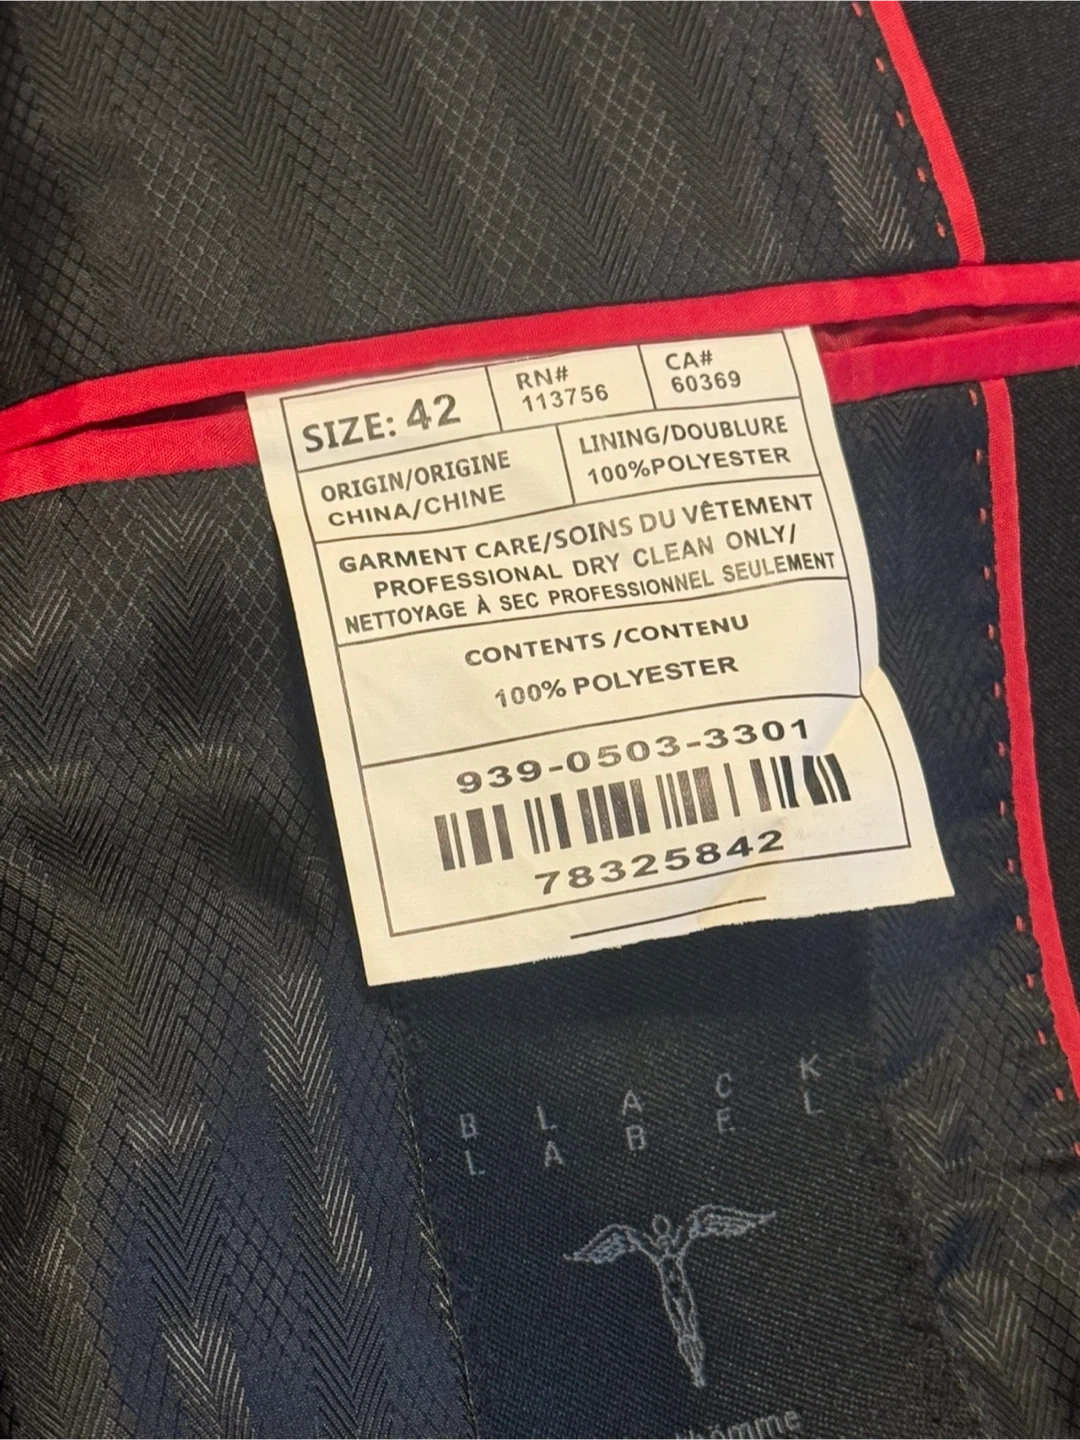 SIZE: 42
RN#
113756
CA#
60369
ORIGIN/ORIGINE
CHINA/CHINE
LINING/DOUBLURE
100%POLYESTER
GARMENT CARE/SOINS DU VÊTEMENT
PROFESSIONAL DRY CLEAN ONLY/
NETTOYAGE À SEC PROFESSIONNEL SEULEMENT
CONTENTS /CONTENU
100% POLYESTER
939-0503-3301
78325842
BLACK
LABEL